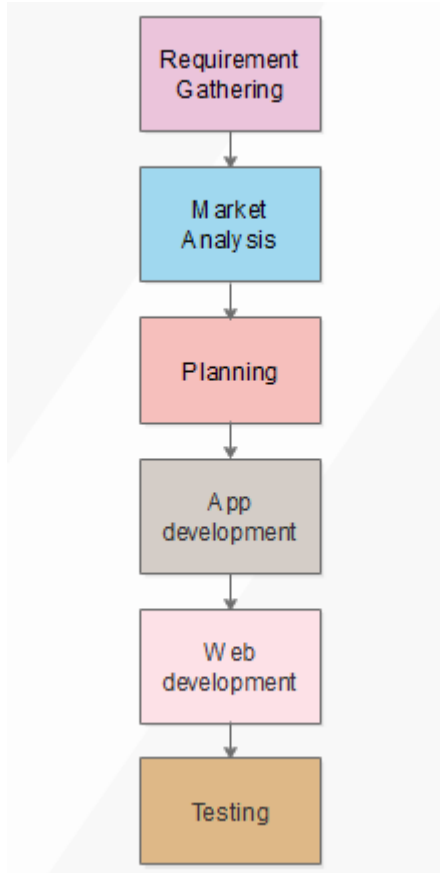 Requirement
Gathering
Market
Analysis
Planning
App
development
Web
development
Testing